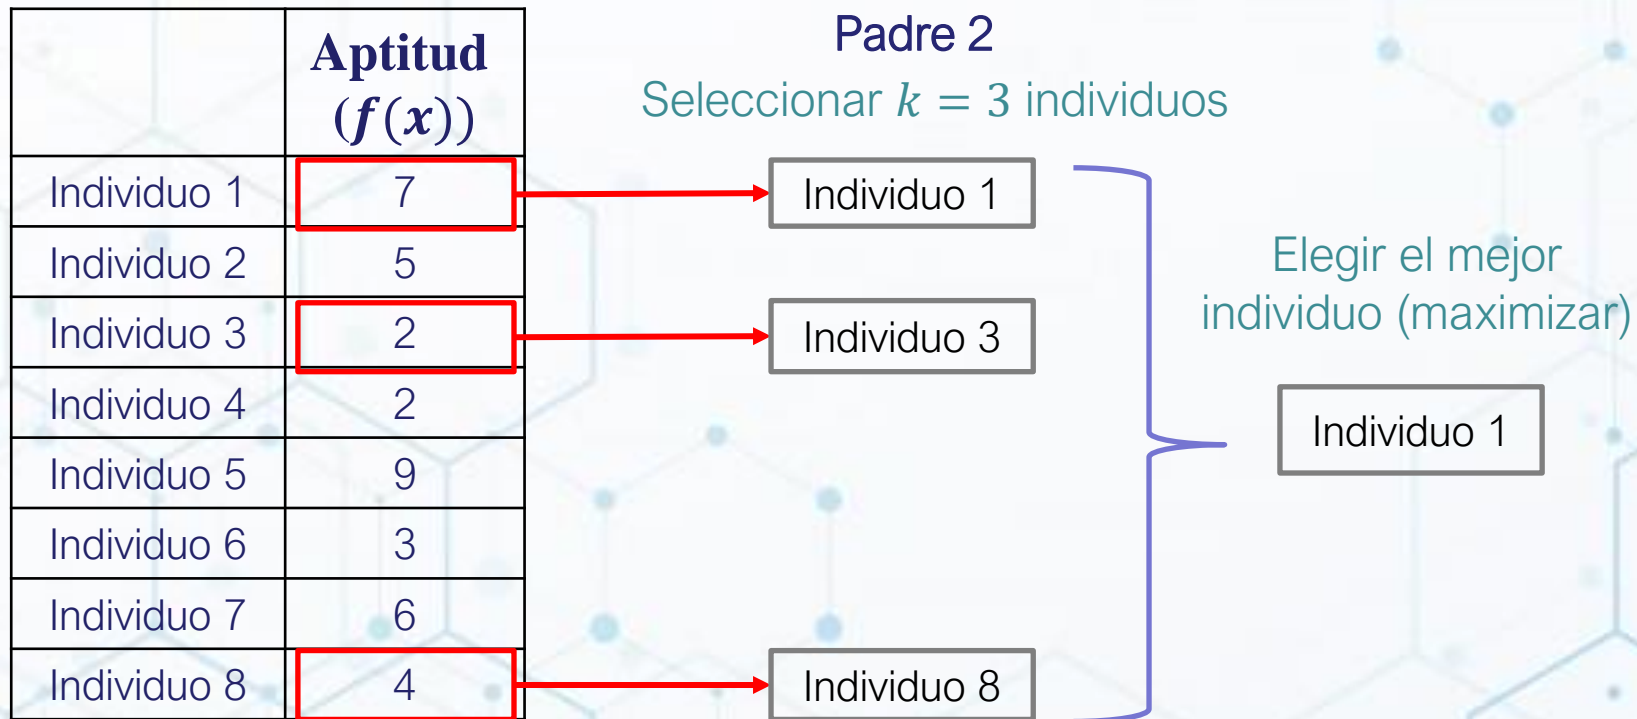 Aptitud
(f(x))
Individuo 1 7
Individuo 2 5
Individuo 3 2
Individuo 4 2
Individuo 5 9
Individuo 6 3
Individuo 7 6
Individuo 8 4
Padre 2
Seleccionar k = 3 individuos
Individuo 1
Individuo 3
Individuo 8
Elegir el mejor
individuo (maximizar)
Individuo 1